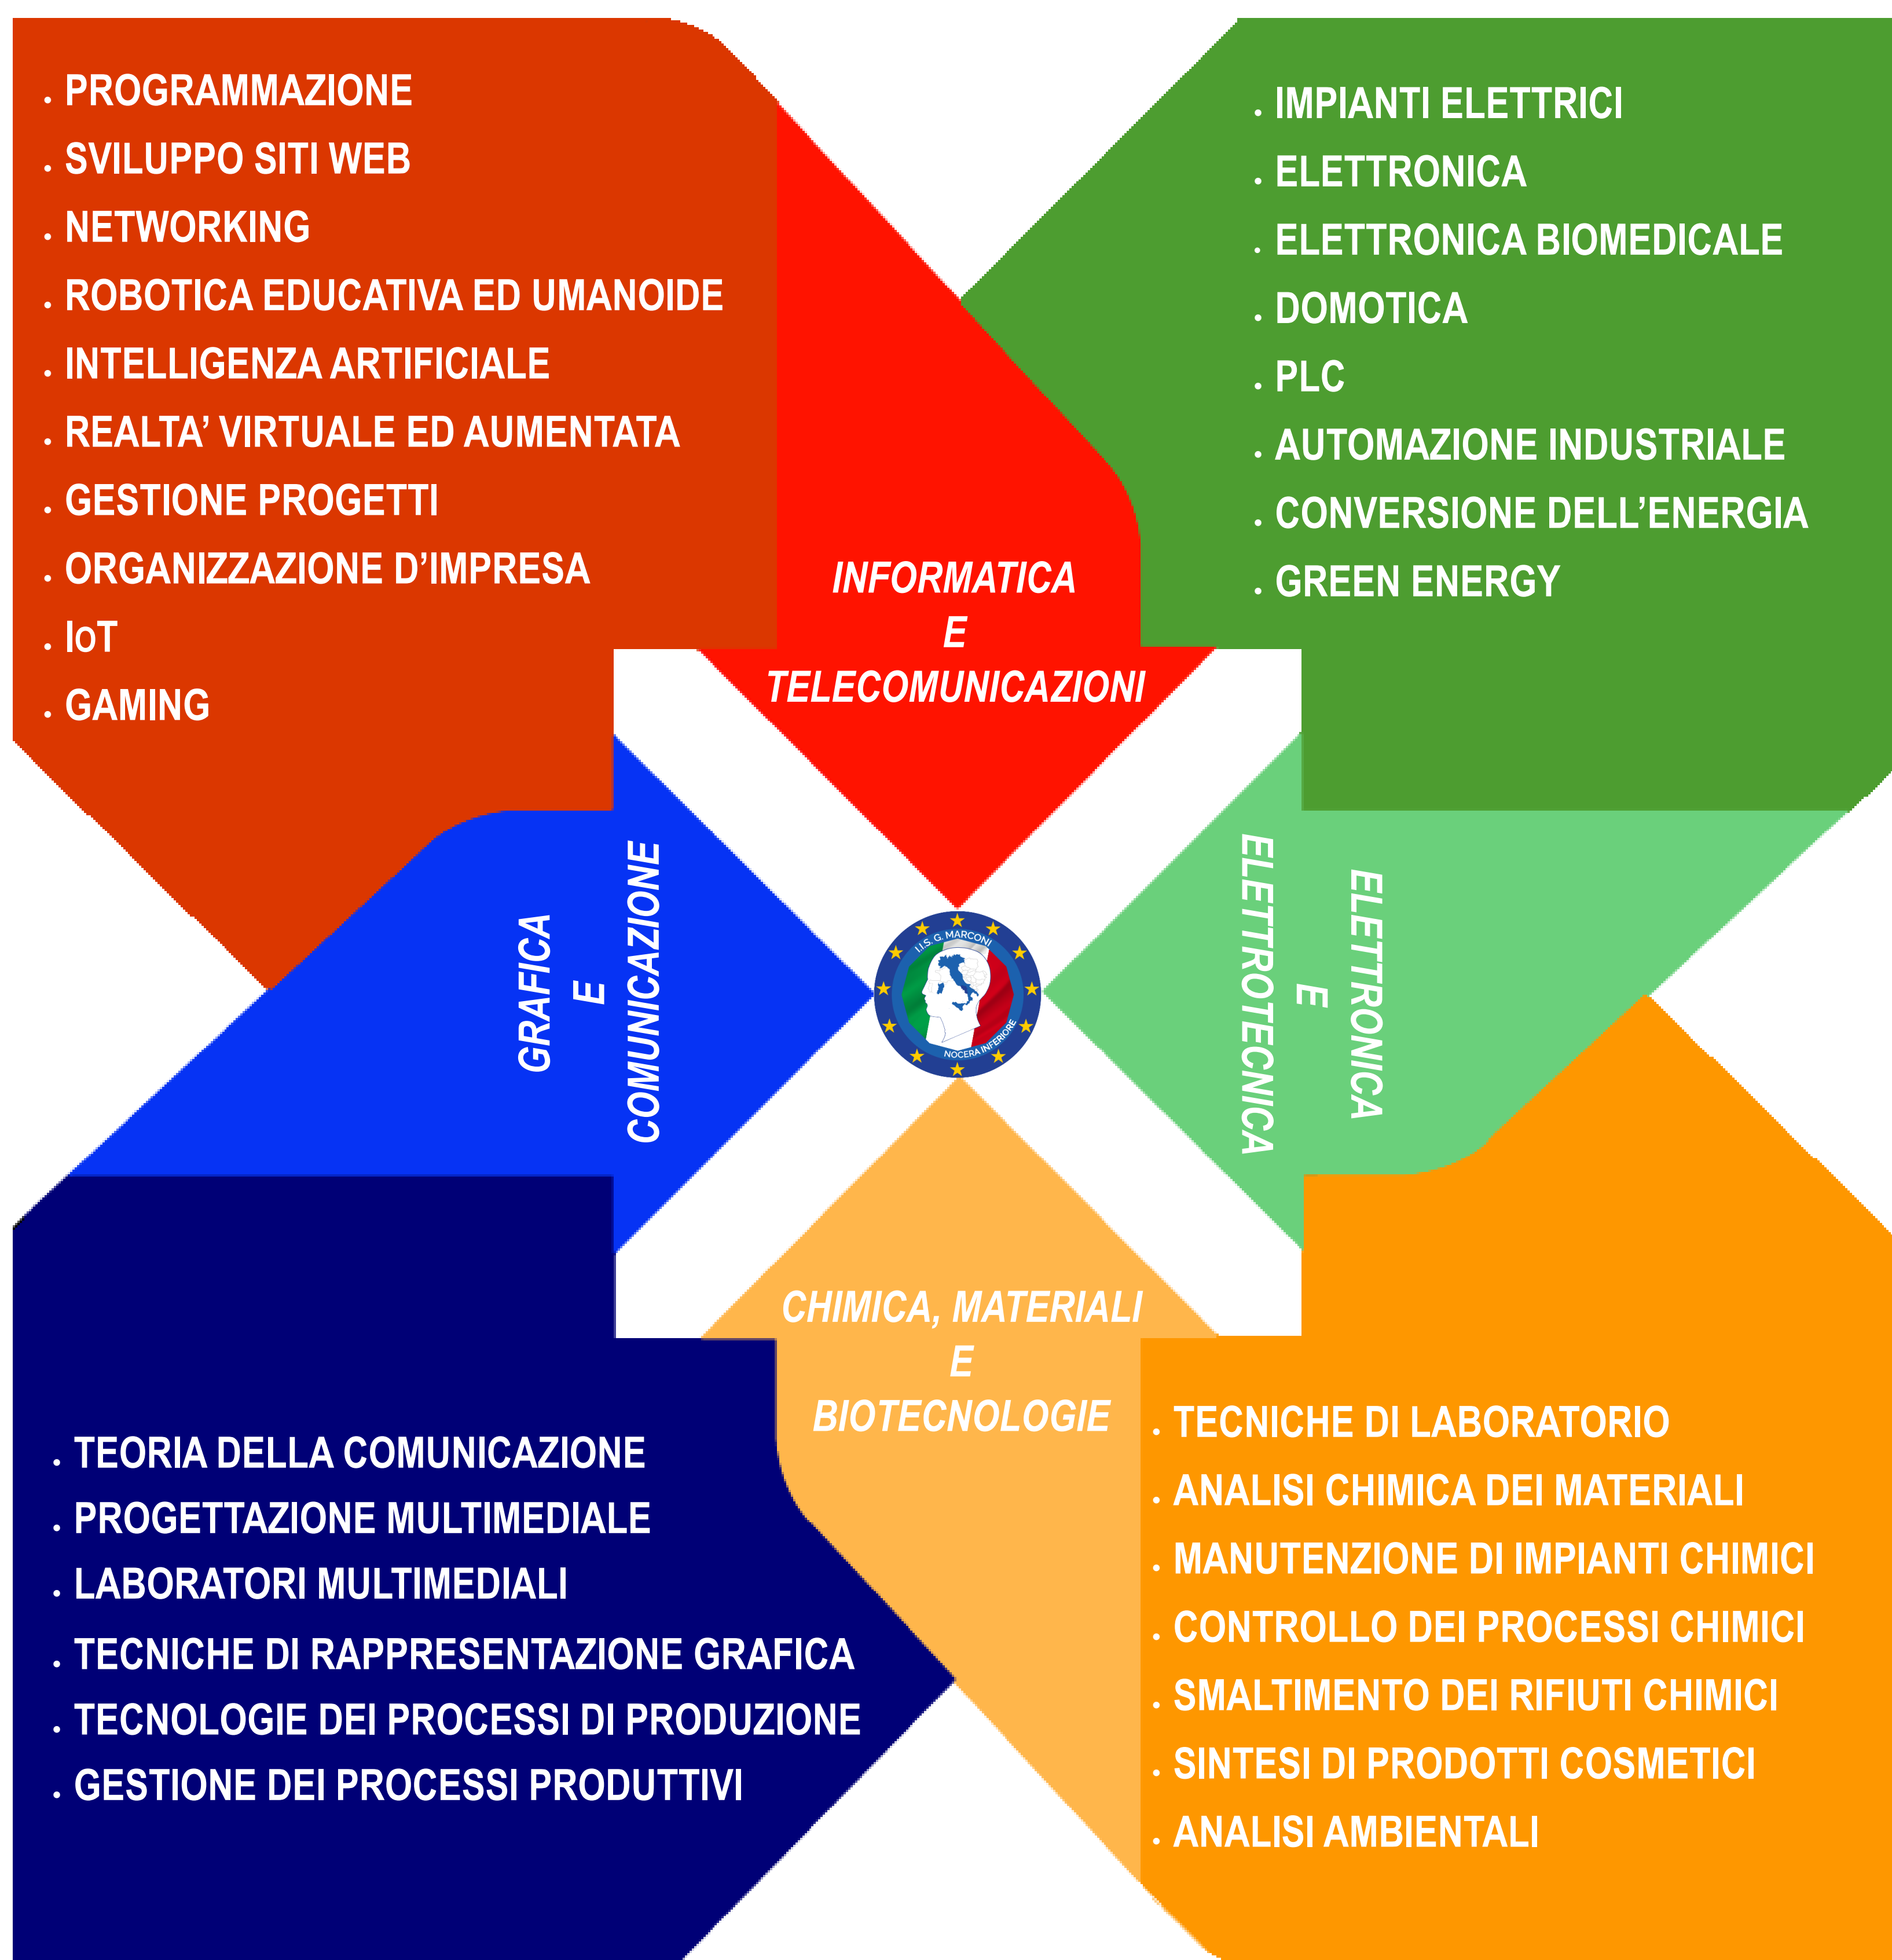 . PROGRAMMAZIONE
. SVILUPPO SITI WEB
. NETWORKING
. ROBOTICA EDUCATIVA ED UMANOIDE
. INTELLIGENZA ARTIFICIALE
. REALTA’ VIRTUALE ED AUMENTATA
. GESTIONE PROGETTI
. ORGANIZZAZIONE D’IMPRESA
. IoT
. GAMING
. IMPIANTI ELETTRICI
. ELETTRONICA
. ELETTRONICA BIOMEDICALE
. DOMOTICA
. PLC
. AUTOMAZIONE INDUSTRIALE
. CONVERSIONE DELL’ENERGIA
. GREEN ENERGY
INFORMATICA
E
TELECOMUNICAZIONI
GRAFICA
E
COMUNICAZIONE
I.I.S. G. MARCONI
NOCERA INFERIORE
ELETTRONICA
E
ELETTROTECNICA
CHIMICA, MATERIALI
E
BIOTECNOLOGIE
. TEORIA DELLA COMUNICAZIONE
. PROGETTAZIONE MULTIMEDIALE
. LABORATORI MULTIMEDIALI
. TECNICHE DI RAPPRESENTAZIONE GRAFICA
. TECNOLOGIE DEI PROCESSI DI PRODUZIONE
. GESTIONE DEI PROCESSI PRODUTTIVI
. TECNICHE DI LABORATORIO
. ANALISI CHIMICA DEI MATERIALI
. MANUTENZIONE DI IMPIANTI CHIMICI
. CONTROLLO DEI PROCESSI CHIMICI
. SMALTIMENTO DEI RIFIUTI CHIMICI
. SINTESI DI PRODOTTI COSMETICI
. ANALISI AMBIENTALI